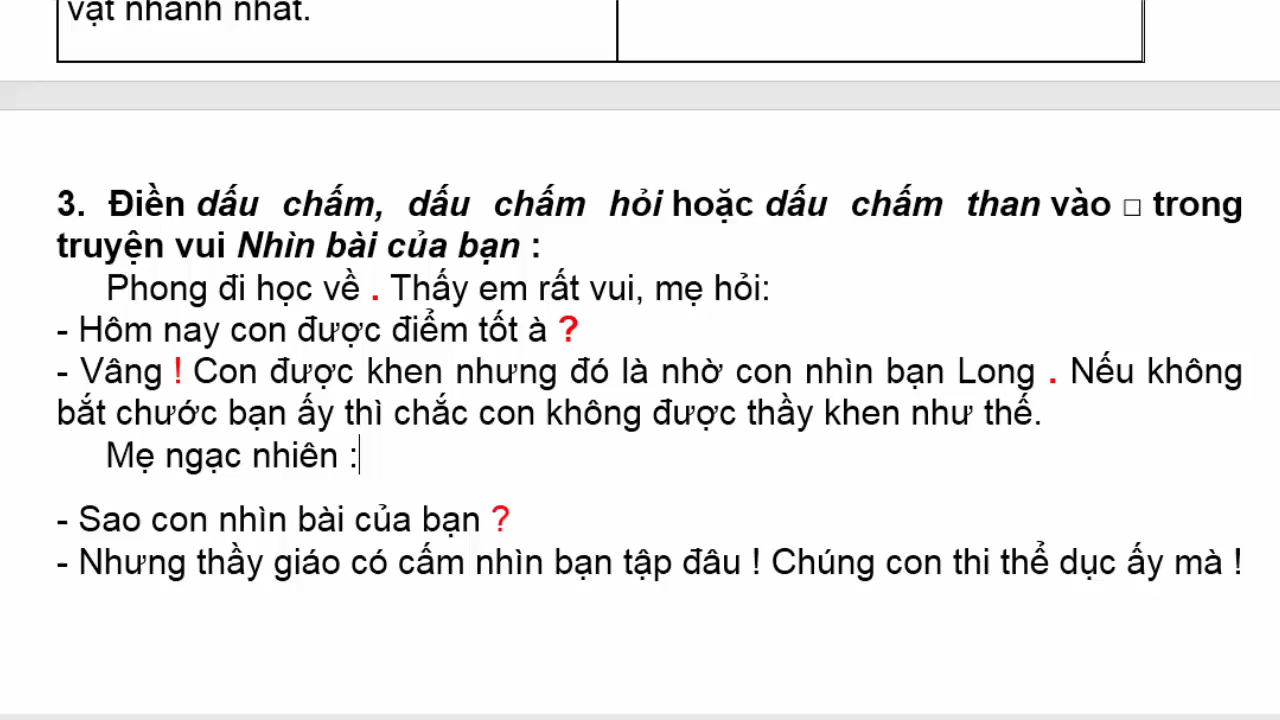 vật nhanh nhất.
3. Điền dấu chấm, dấu chấm hỏi hoặc dấu chấm than vào □ trong
truyện vui Nhìn bài của bạn :
Phong đi học về . Thấy em rất vui, mẹ hỏi:
- Hôm nay con được điểm tốt à ?
- Vâng ! Con được khen nhưng đó là nhờ con nhìn bạn Long . Nếu không
bắt chước bạn ấy thì chắc con không được thầy khen như thế.
Mẹ ngạc nhiên :
- Sao con nhìn bài của bạn ?
- Nhưng thầy giáo có cấm nhìn bạn tập đâu ! Chúng con thi thể dục ấy mà !